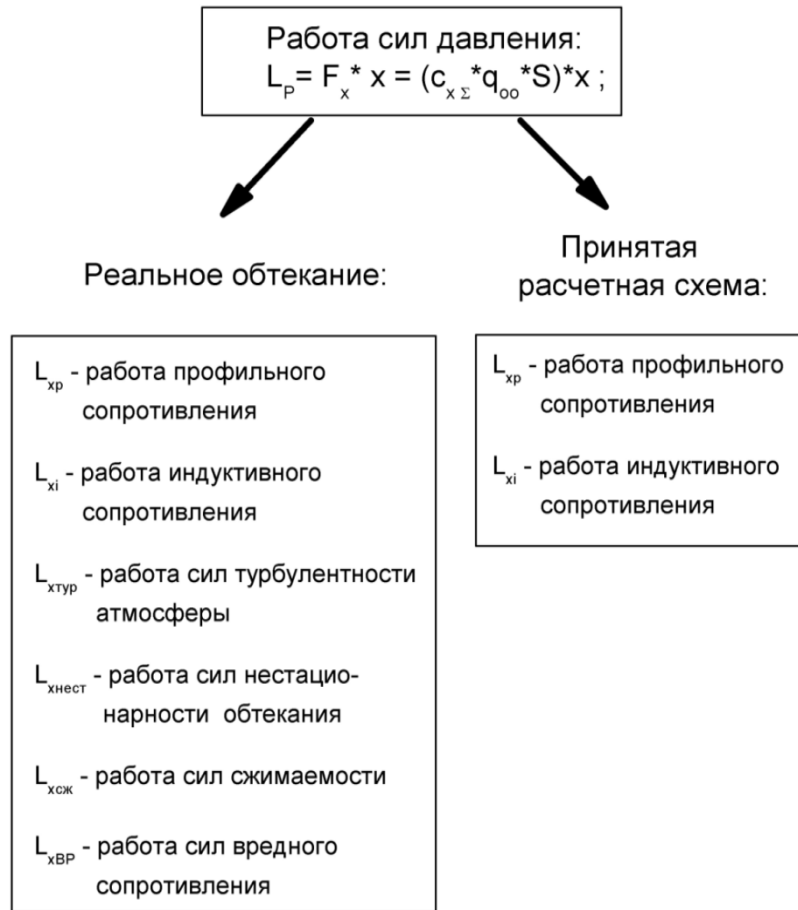 Работа сил давления:
L_P= F_x* x = (c_x Σ*q_oo*S)*x ;
Реальное обтекание:
L_xp - работа профильного
сопротивления
L_xi - работа индуктивного
сопротивления
L_xтур - работа сил турбулентности
атмосферы
L_xнест - работа сил нестацио-
нарности обтекания
L_xсж - работа сил сжимаемости
L_xВР - работа сил вредного
сопротивления
Принятая
расчетная схема:
L_xp - работа профильного
сопротивления
L_xi - работа индуктивного
сопротивления